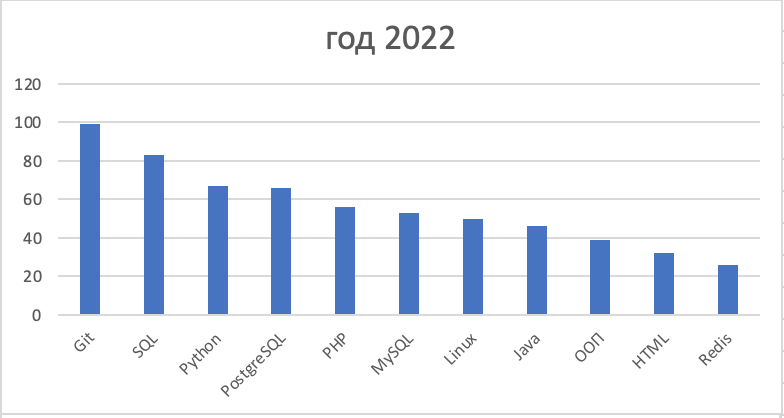 год 2022
120
100
80
60
40
20
0
Git
SQL
Python
PostgreSQL
PHP
MySQL
Linux
Java
ООП
HTML
Redis